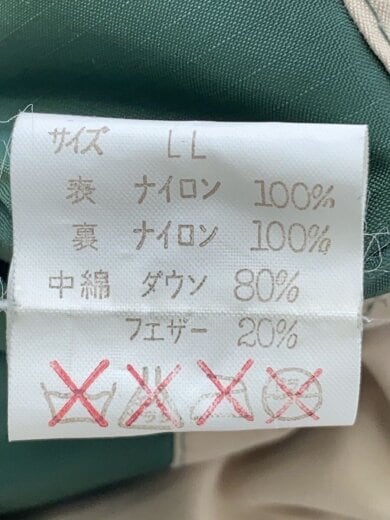 サイズ LL
表 ナイロン 100%
裏 ナイロン 100%
中綿 ダウン 80%
フェザー 20%